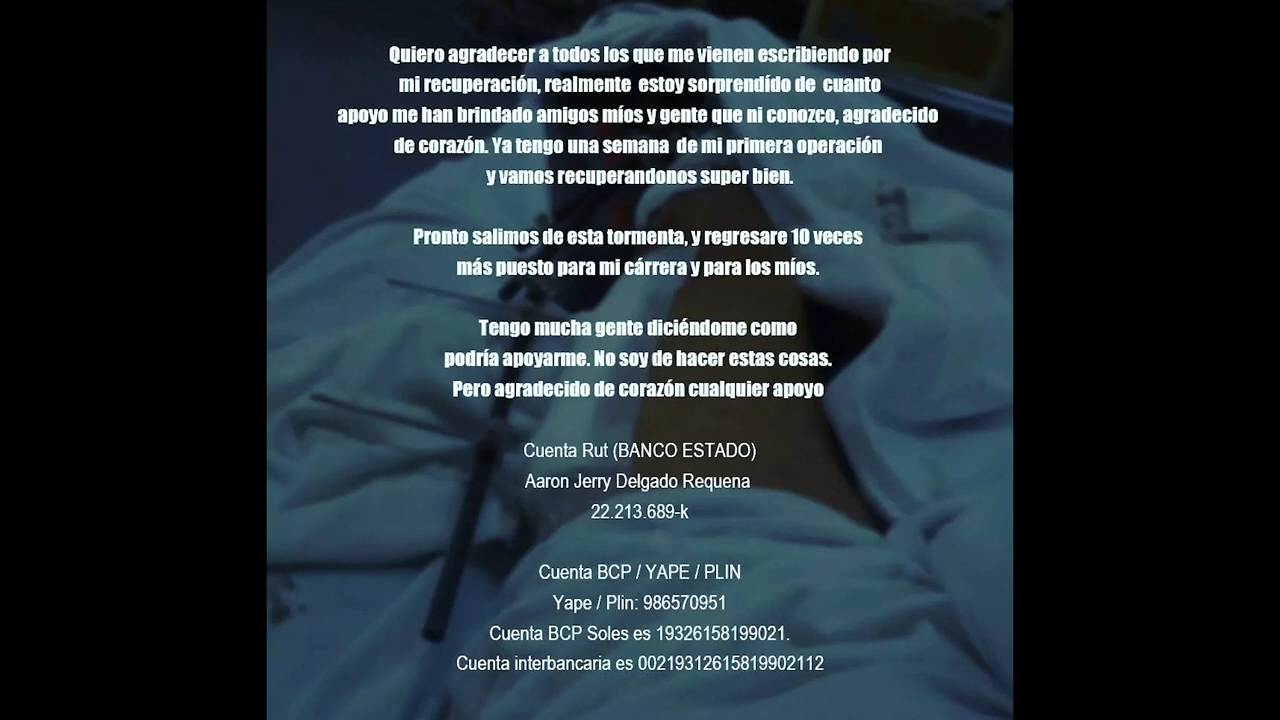 Quiero agradecer a todos los que me vienen escribiendo por
mi recuperación, realmente estoy sorprendído de cuanto
apoyo me han brindado amigos míos y gente que ni conozco, agradecido
de corazón. Ya tengo una semana de mi primera operación
y vamos recuperandonos super bien.
Pronto salimos de esta tormenta, y regresare 10 veces
más puesto para mi cárrera y para los míos.
Tengo mucha gente diciéndome como
podría apoyarme. No soy de hacer estas cosas.
Pero agradecido de corazón cualquier apoyo
Cuenta Rut (BANCO ESTADO)
Aaron Jerry Delgado Requena
22.213.689-k
Cuenta BCP / YAPE / PLIN
Yape / Plin: 986570951
Cuenta BCP Soles es 19326158199021.
Cuenta interbancaria es 00219312615819902112